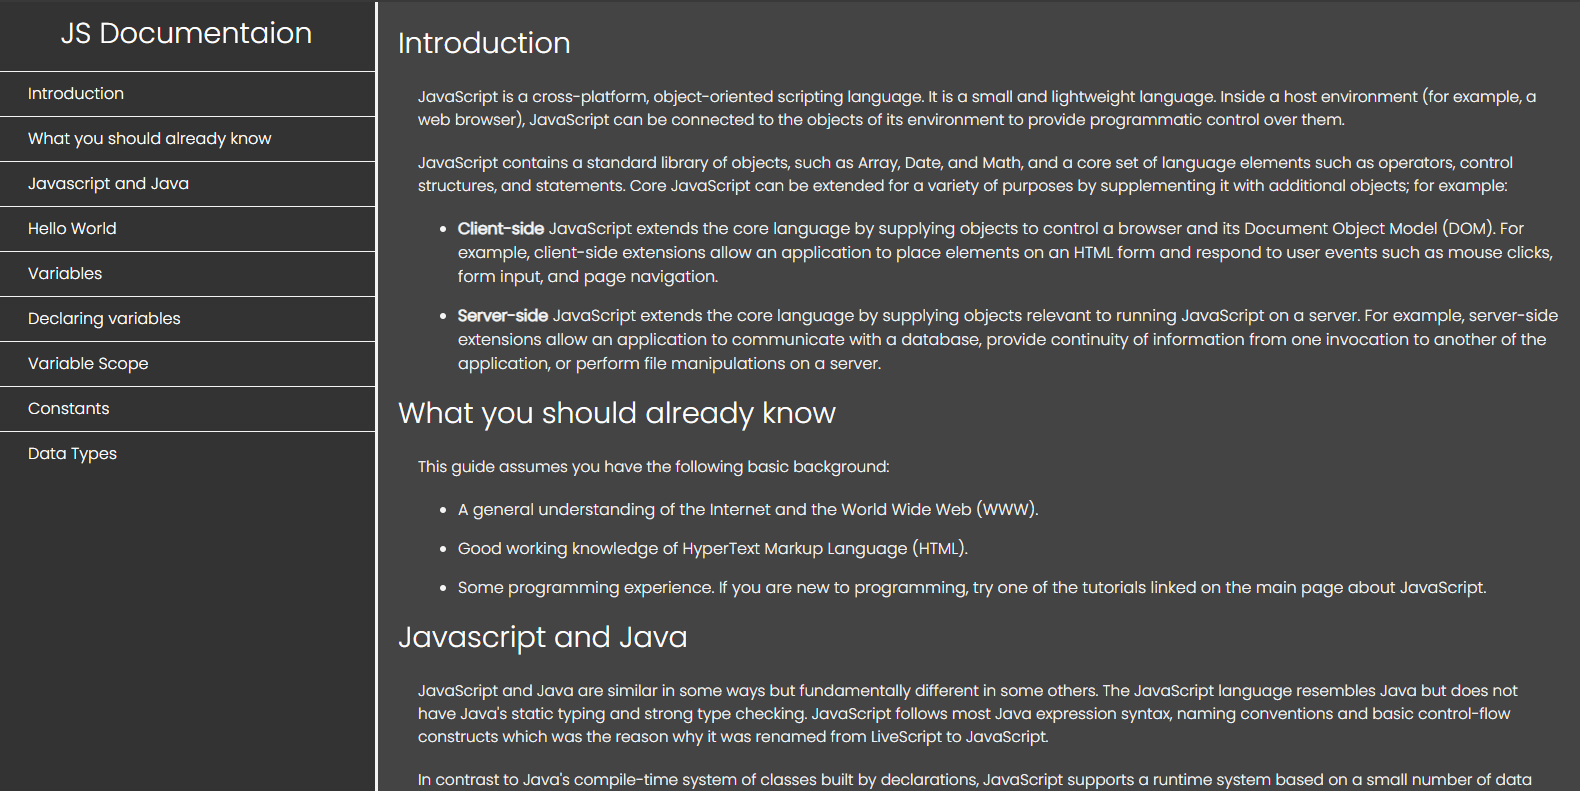 JS Documentaion
Introduction
What you should already know
Javascript and Java
Hello World
Variables
Declaring variables
Variable Scope
Constants
Data Types
Introduction
JavaScript is a cross-platform, object-oriented scripting language. It is a small and lightweight language. Inside a host environment (for example, a
web browser), JavaScript can be connected to the objects of its environment to provide programmatic control over them.
JavaScript contains a standard library of objects, such as Array, Date, and Math, and a core set of language elements such as operators, control
structures, and statements. Core JavaScript can be extended for a variety of purposes by supplementing it with additional objects; for example:
• Client-side JavaScript extends the core language by supplying objects to control a browser and its Document Object Model (DOM). For
example, client-side extensions allow an application to place elements on an HTML form and respond to user events such as mouse clicks,
form input, and page navigation.
• Server-side JavaScript extends the core language by supplying objects relevant to running JavaScript on a server. For example, server-side
extensions allow an application to communicate with a database, provide continuity of information from one invocation to another of the
application, or perform file manipulations on a server.
What you should already know
This guide assumes you have the following basic background:
• A general understanding of the Internet and the World Wide Web (WWW).
• Good working knowledge of HyperText Markup Language (HTML).
• Some programming experience. If you are new to programming, try one of the tutorials linked on the main page about JavaScript.
Javascript and Java
JavaScript and Java are similar in some ways but fundamentally different in some others. The JavaScript language resembles Java but does not
have Java's static typing and strong type checking. JavaScript follows most Java expression syntax, naming conventions and basic control-flow
constructs which was the reason why it was renamed from LiveScript to JavaScript.
In contrast to Java's compile-time system of classes built by declarations, JavaScript supports a runtime system based on a small number of data